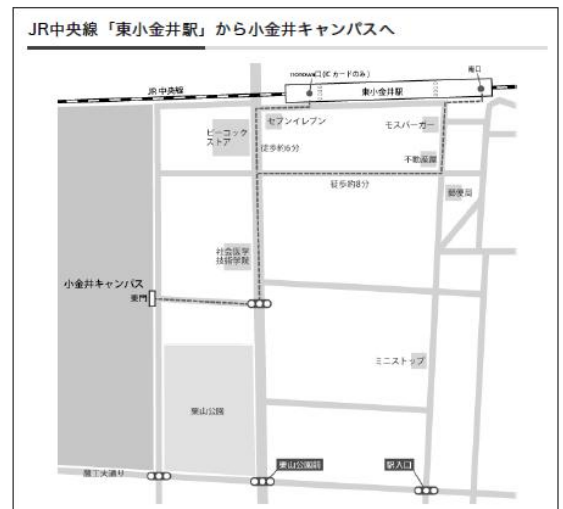 JR中央線「東小金井駅」から小金井キャンパスへ
nonowa口(ICカードのみ)
南口
JR中央線
東小金井駅
セブンイレブン
モスバーガー
ピーコック
ストア
徒歩約6分
不動産屋
徒歩約8分
郵便局
社会医学
技術学院
小金井キャンパス
東門
ミニストップ
栗山公園
農工大通り
栗山公園前
駅入口